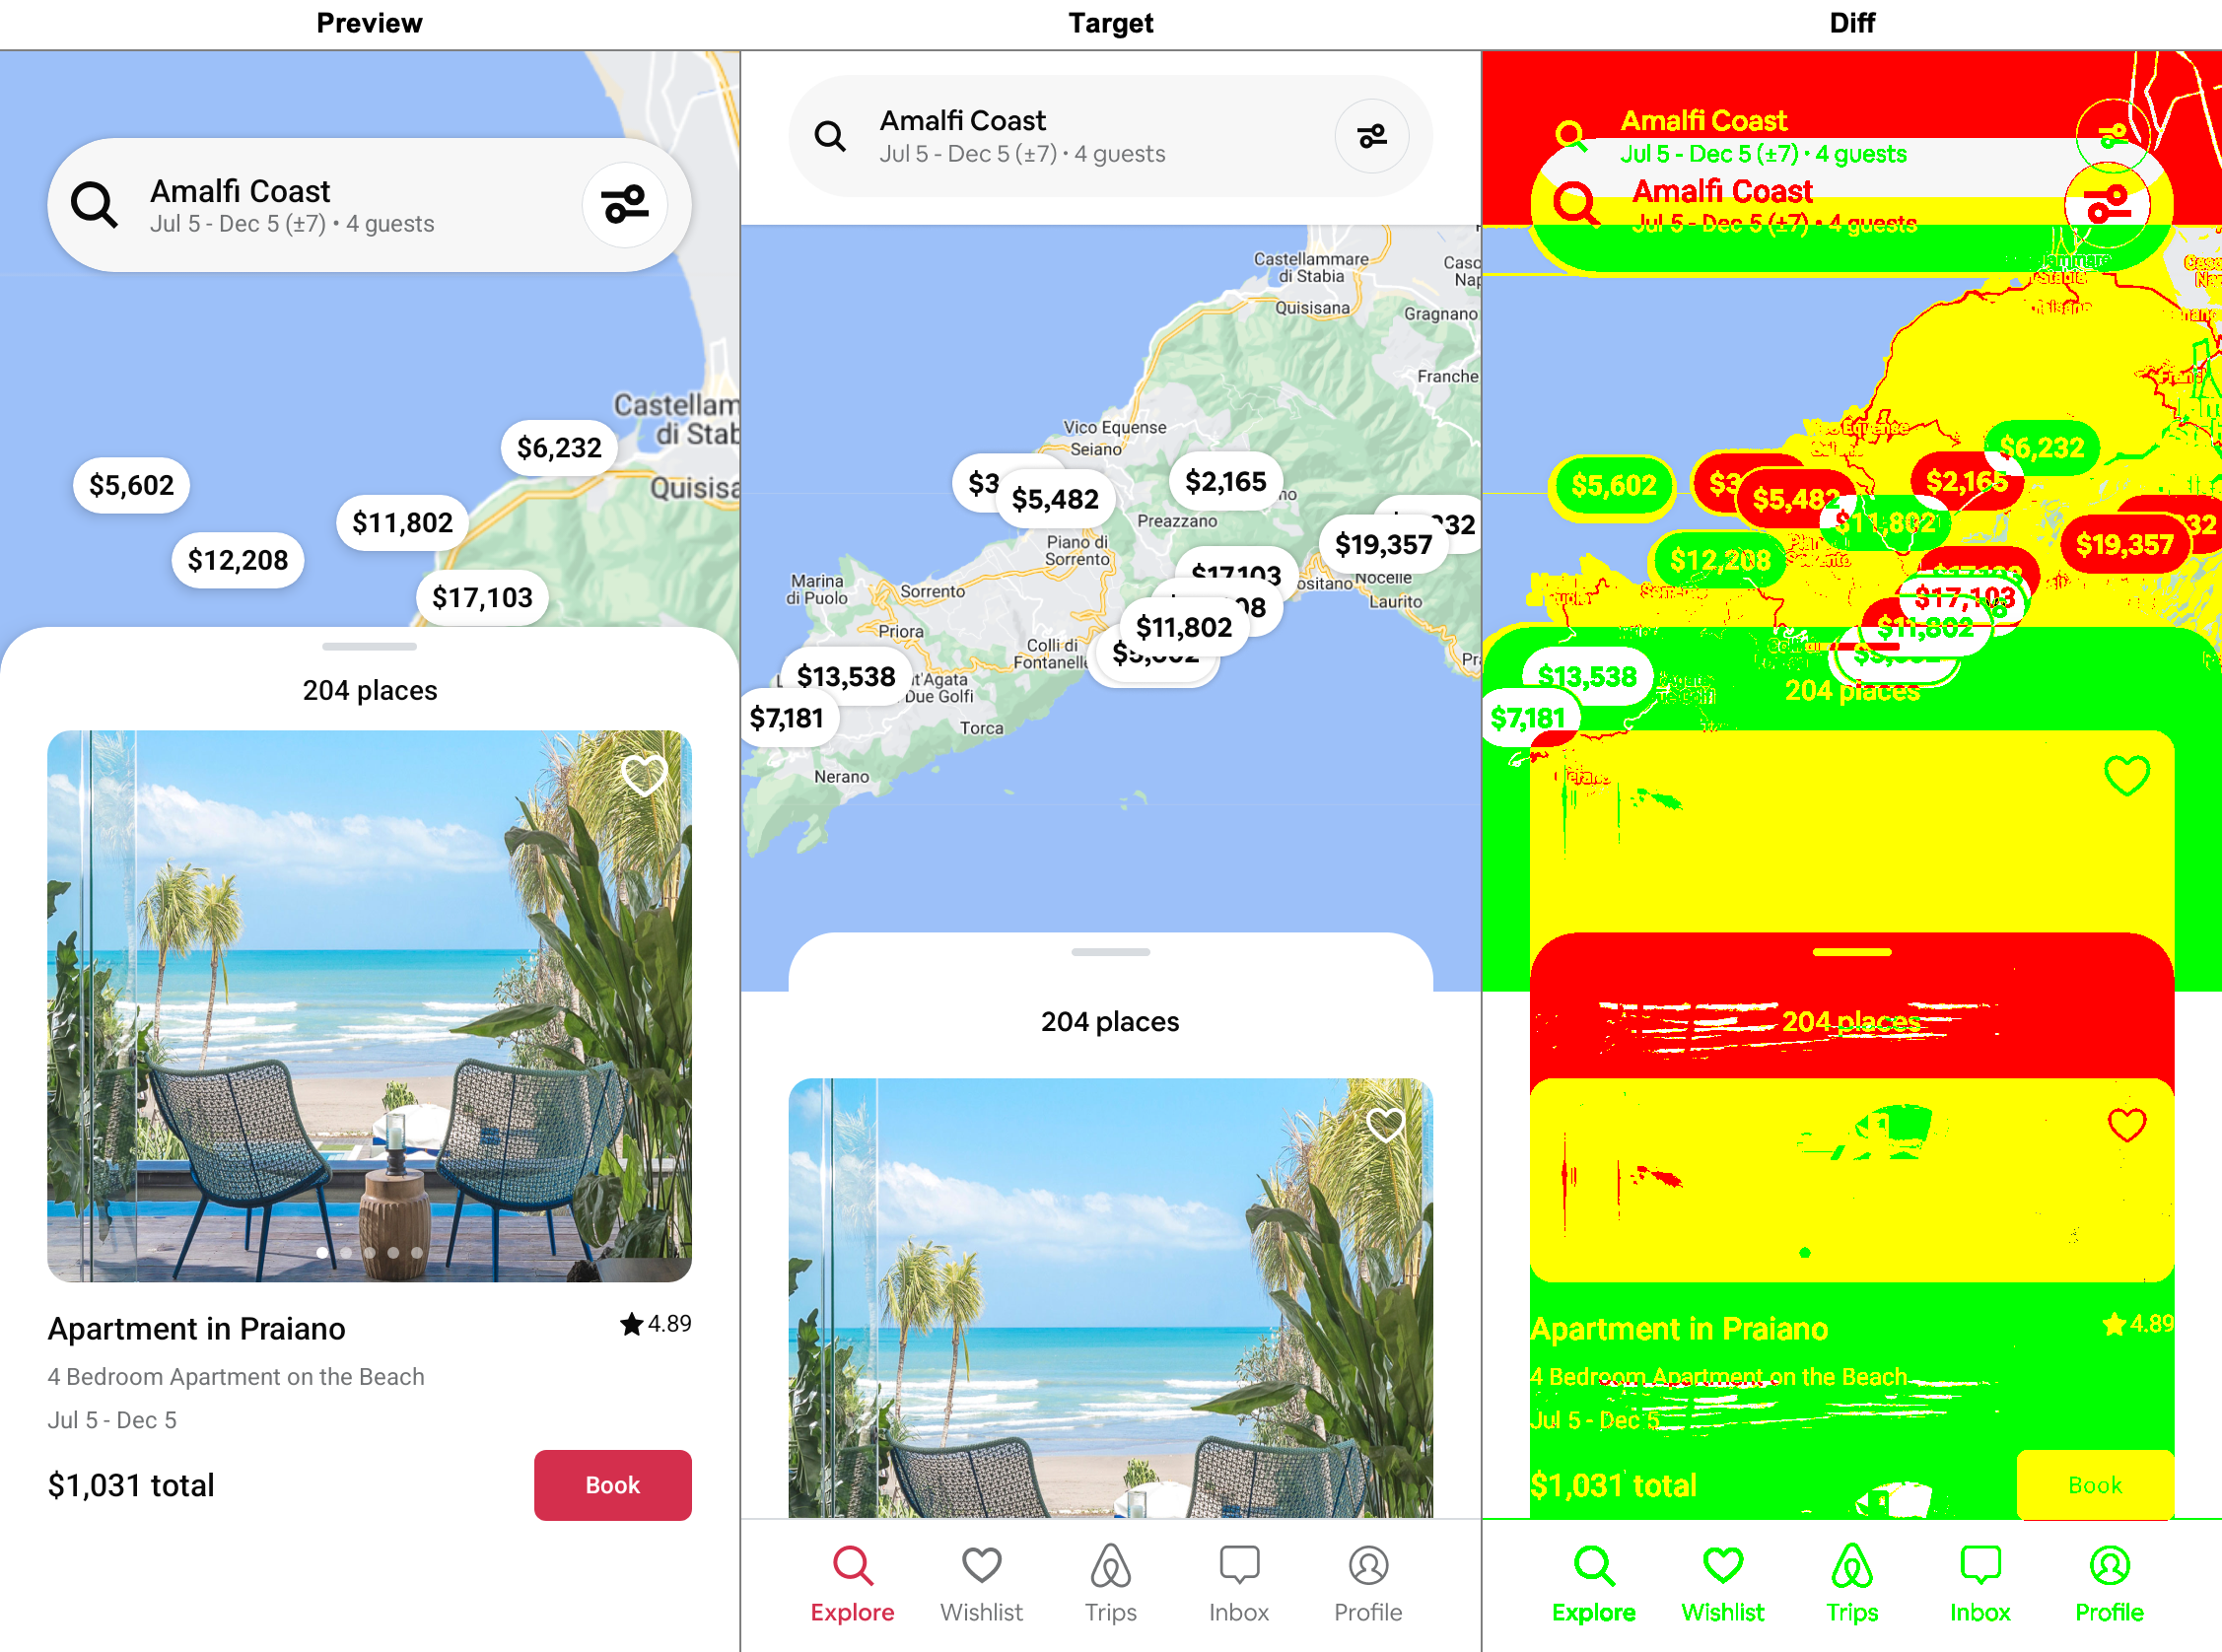 Preview
Target
Diff
Amalfi Coast
Jul 5 - Dec 5 (±7) • 4 guests
Castellam
di Stab
Quisisa
$6,232
$5,602
$11,802
$12,208
$17,103
204 places
Apartment in Praiano
4.89
4 Bedroom Apartment on the Beach
Jul 5 - Dec 5
$1,031 total
Book
Amalfi Coast
Jul 5 - Dec 5 (±7) • 4 guests
Castellammare
di Stabia
Caso
Nap
Quisisana
Gragnano
Franche
Vico Equense
Seiano
$3
$5,482
$2,165
no
Preazzano
32
$19,357
Piano di
Sorrento
$17,103
ositano
Nocelle
Marina
di Puolo
Sorrento
08
Laurito
$11,802
Priora
Colli di
Fontanelle
Pra
$13,538
t'Agata
Due Golfi
$7,181
Torca
Nerano
204 places
Explore
Wishlist
Trips
Inbox
Profile
Amalfi Coast
Jul 5 - Dec 5 (±7) • 4 guests
Amalfi Coast
Jul 5 - Dec 5 (±7) • 4 guests
$6,232
$5,602
$3
$5,482
$2,165
$11,802
32
$19,357
$12,208
$17,103
$11,802
$13,538
204 places
$7,181
204 places
Apartment in Praiano
4.89
4 Bedroom Apartment on the Beach
Jul 5 - Dec 5
$1,031 total
Book
Explore
Wishlist
Trips
Inbox
Profile